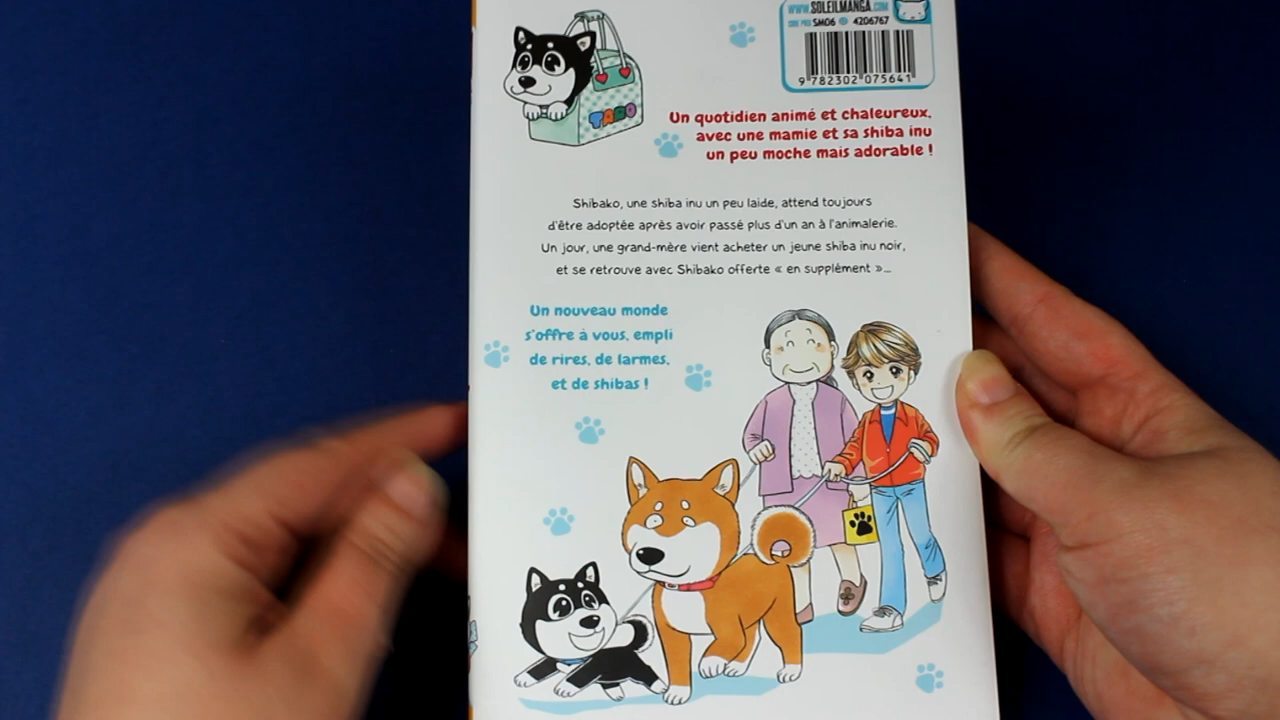 WWW.SOLEILMANGA.COM
CODE PRIX SM06 4206767
9 782302 075641
TARO
Un quotidien animé et chaleureux,
avec une mamie et sa shiba inu
un peu moche mais adorable !
Shibako, une shiba inu un peu laide, attend toujours
d'être adoptée après avoir passé plus d'un an à l'animalerie.
Un jour, une grand-mère vient acheter un jeune shiba inu noir,
et se retrouve avec Shibako offerte « en supplément »...
Un nouveau monde
s'offre à vous, empli
de rires, de larmes,
et de shibas !